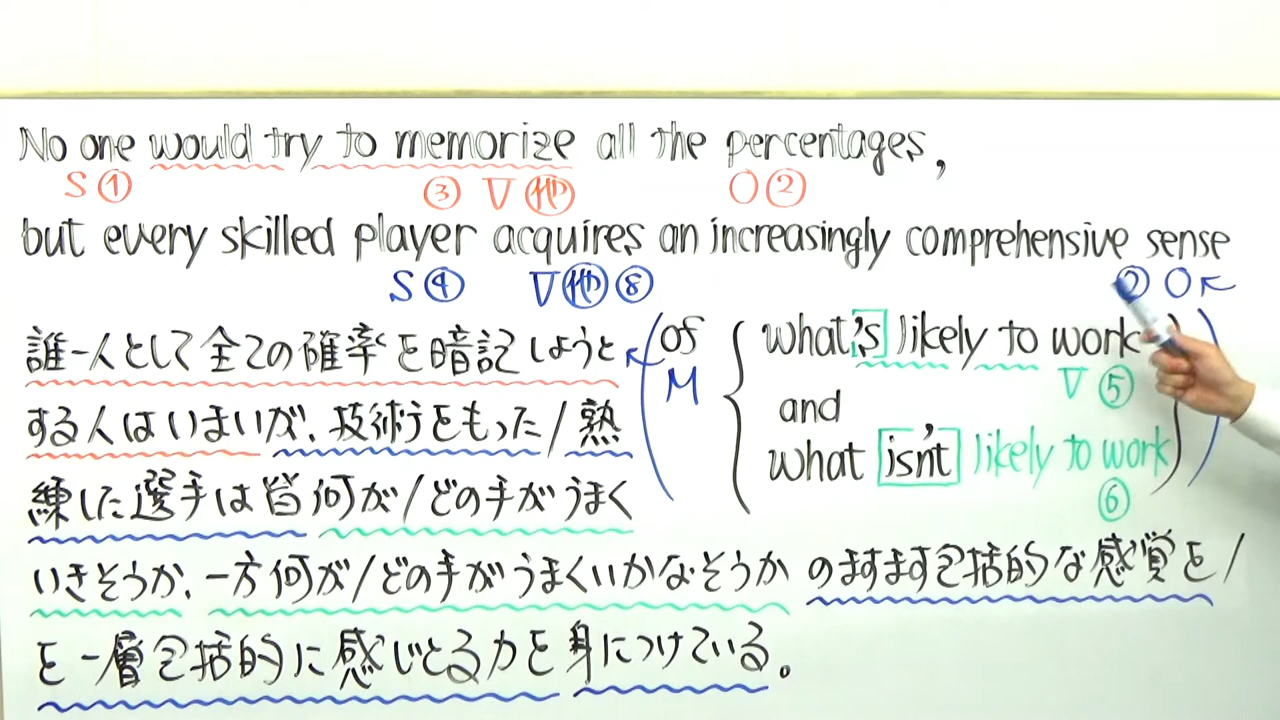 No one would try to memorize all the percentages,
S① ③ V他 O②
but every skilled player acquires an increasingly comprehensive sense
S④ V他⑧ ⑦ O
誰一人として全ての確率を暗記しようと
する人はいまいが、技術をもった/熟
練した選手は皆何が/どの手がうまく
いきそうか、一方何が/どの手がうまくいかなそうかのますます包括的な感覚を/
を一層包括的に感じとる力を身につけている。
(of { what's likely to work
M V⑤
and
what isn't likely to work))
⑥